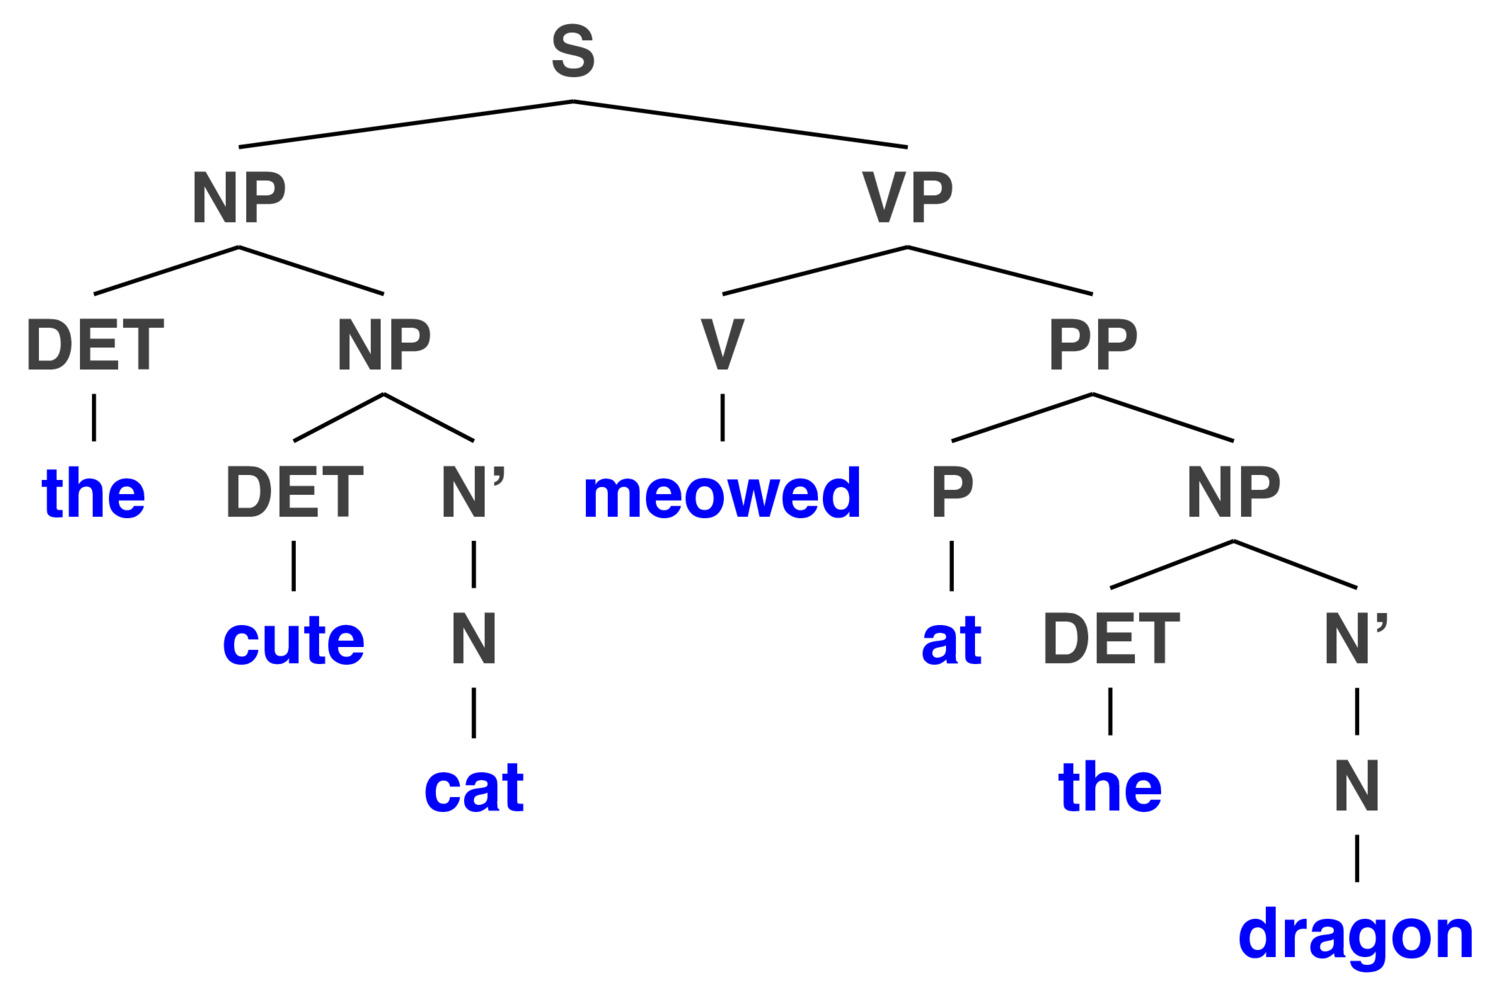 S
NP VP
DET NP V PP
the DET N’ meowed P NP
cute N at DET N’
cat the N
dragon